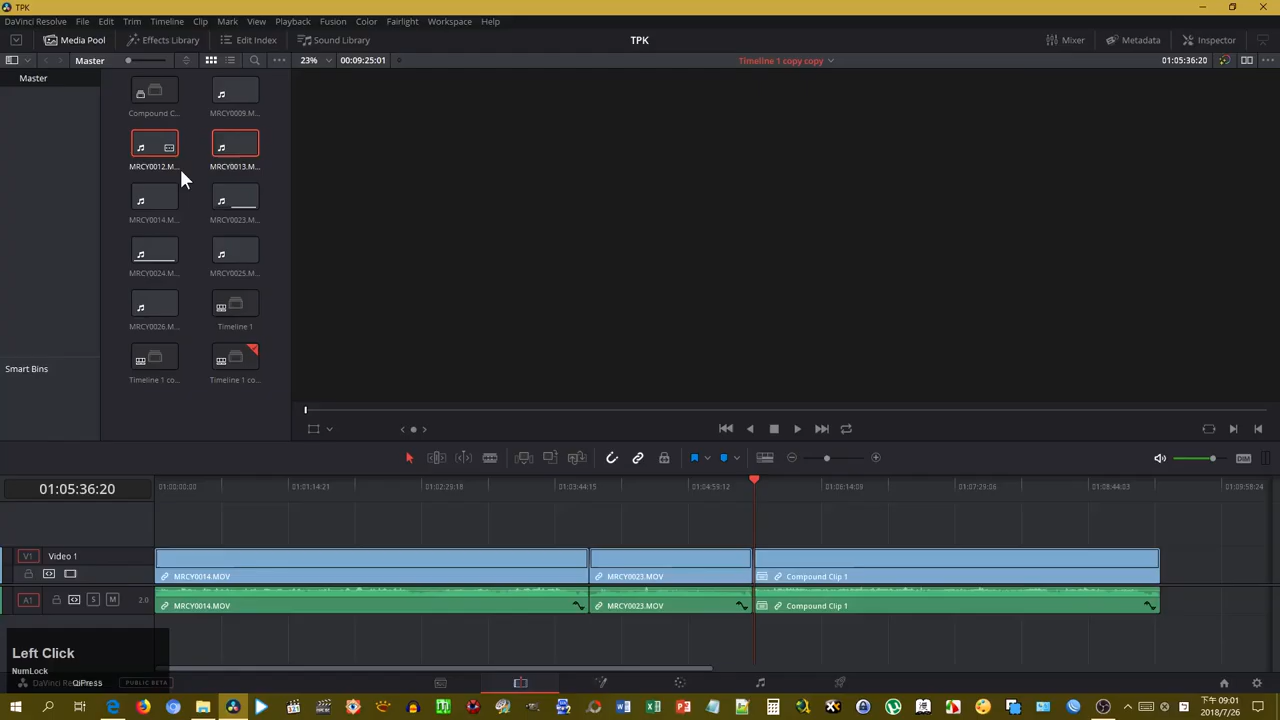 TPK
DaVinci Resolve File Edit Trim Timeline Clip Mark View Playback Fusion Color Fairlight Workspace Help
Media Pool Effects Library Edit Index Sound Library TPK Mixer Metadata Inspector
Master 23% 00:09:25:01 Timeline 1 copy copy 01:05:36:20
Master
Compound C... MRCY0009.M...
MRCY0012.M... MRCY0013.M...
MRCY0014.M... MRCY0023.M...
MRCY0024.M... MRCY0025.M...
MRCY0026.M... Timeline 1
Smart Bins
Timeline 1 co... Timeline 1 co...
DIM
01:05:36:20 01:00:00:00 01:01:14:21 01:02:29:18 01:03:44:15 01:04:59:12 01:06:14:09 01:07:29:06 01:08:44:03 01:09:58:24
V1 Video 1
MRCY0014.MOV MRCY0023.MOV Compound Clip 1
A1 S M 2.0
MRCY0014.MOV MRCY0023.MOV Compound Clip 1
Left Click
NumLock
QiPress
PUBLIC BETA
下午 09:01
2018/7/26